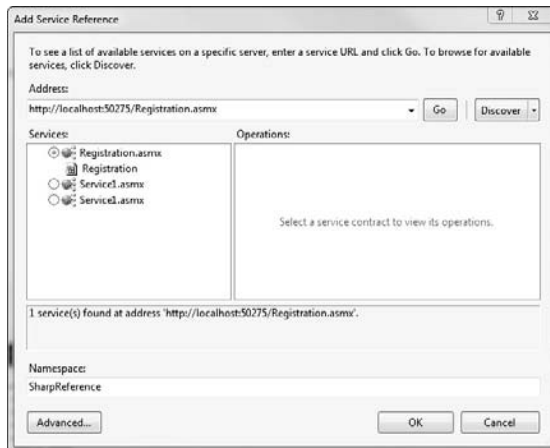 Add Service Reference
To see a list of available services on a specific server, enter a service URL and click Go. To browse for available
services, click Discover.
Address:
http://localhost:50275/Registration.asmx
Go
Discover
Services:
Operations:
Registration.asmx
Registration
Service1.asmx
Service1.asmx
Select a service contract to view its operations.
1 service(s) found at address 'http://localhost:50275/Registration.asmx'.
Namespace:
SharpReference
Advanced...
OK
Cancel